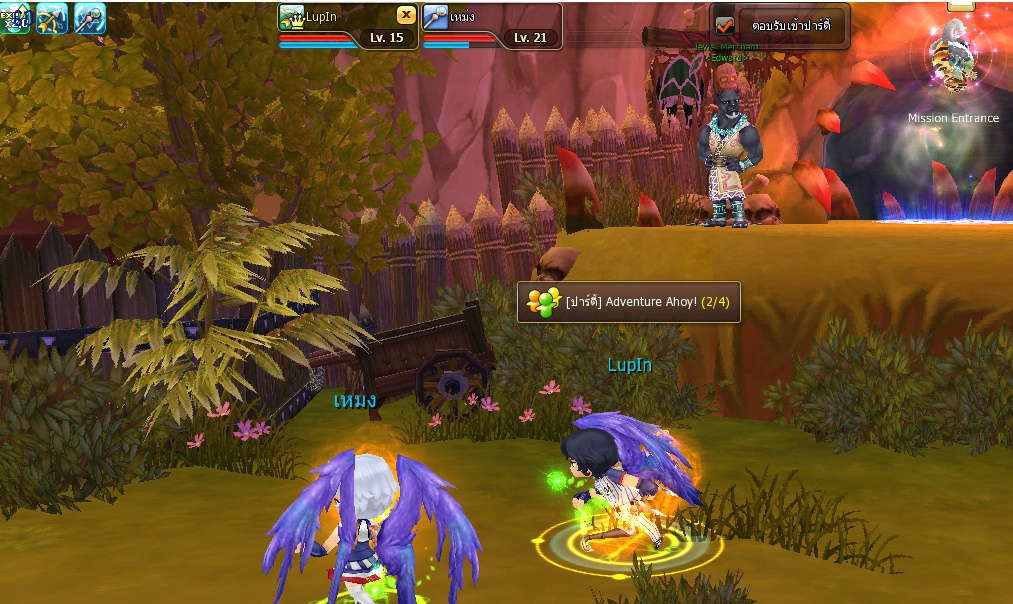 LupIn
Lv. 15
เหม่ง
Lv. 21
ตอบรับเข้าปาร์ตี้
Jewel Merchant
<Edward>
Mission Entrance
[ปาร์ตี้] Adventure Ahoy! (2/4)
LupIn
เหม่ง